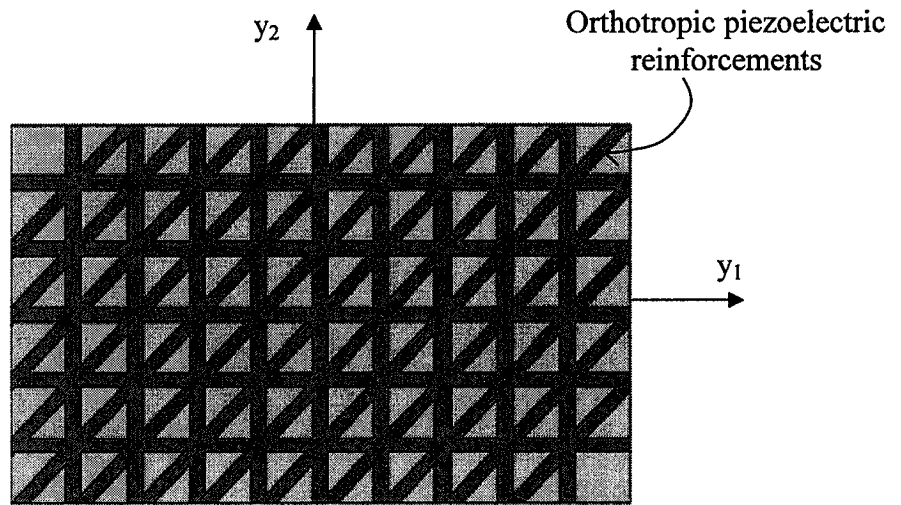 y₂
Orthotropic piezoelectric
reinforcements
y₁